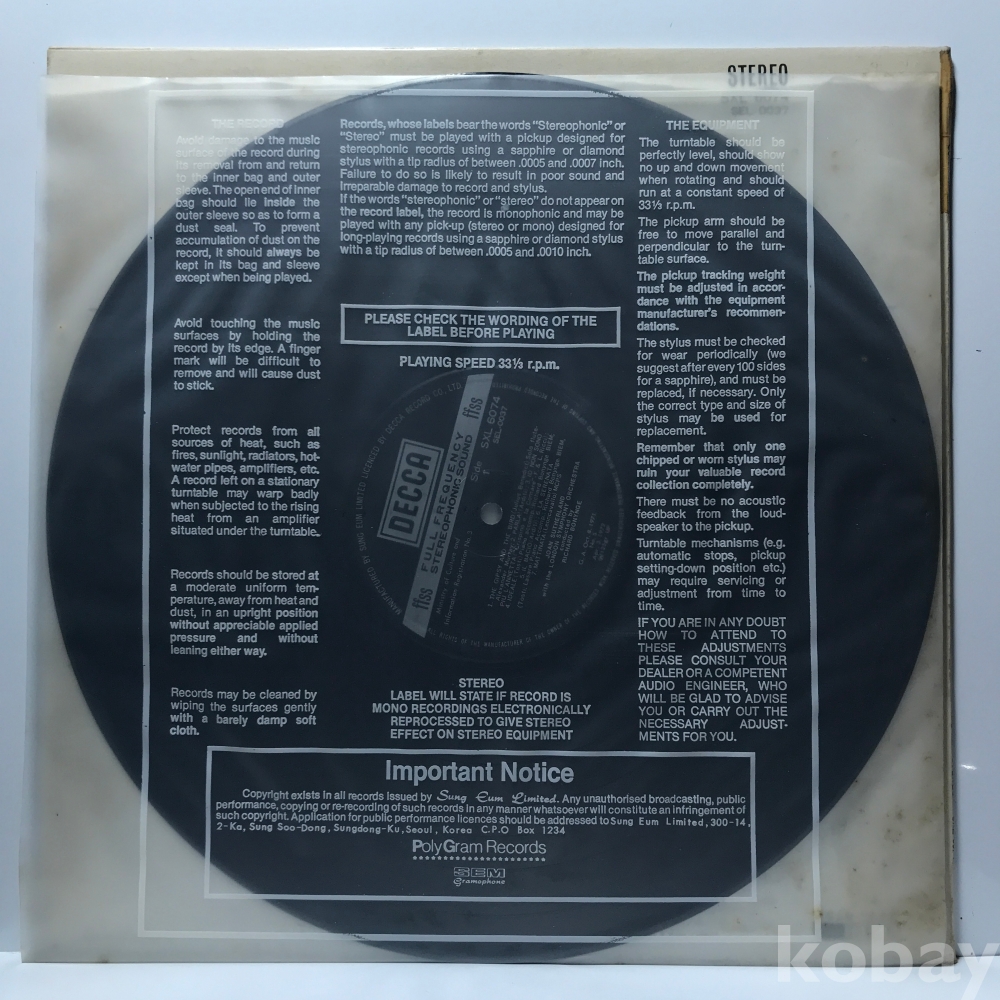 STEREO
THE RECORD
Avoid damage to the music
surface of the record during
its removal from and return
to the inner bag and outer
sleeve. The open end of inner
bag should lie inside the
outer sleeve so as to form a
dust seal. To prevent
accumulation of dust on the
record, it should always be
kept in its bag and sleeve
except when being played.
Avoid touching the music
surfaces by holding the
record by its edge. A finger
mark will be difficult to
remove and will cause dust
to stick.
Protect records from all
sources of heat, such as
fires, sunlight, radiators, hot-
water pipes, amplifiers, etc.
A record left on a stationary
turntable may warp badly
when subjected to the rising
heat from an amplifier
situated under the turntable.
Records should be stored at
a moderate uniform tem-
perature, away from heat and
dust, in an upright position
without appreciable applied
pressure and without
leaning either way.
Records may be cleaned by
wiping the surfaces gently
with a barely damp soft
cloth.
Records, whose labels bear the words "Stereophonic" or
"Stereo" must be played with a pickup designed for
stereophonic records using a sapphire or diamond
stylus with a tip radius of between .0005 and .0007 inch.
Failure to do so is likely to result in poor sound and
irreparable damage to record and stylus.
If the words "stereophonic" or "stereo" do not appear on
the record label, the record is monophonic and may be
played with any pick-up (stereo or mono) designed for
long-playing records using a sapphire or diamond stylus
with a tip radius of between .0005 and .0010 inch.
PLEASE CHECK THE WORDING OF THE
LABEL BEFORE PLAYING
PLAYING SPEED 33⅓ r.p.m.
DECCA
ffss
FULL FREQUENCY
STEREOPHONIC SOUND
ffss
SXL 6074
Side 1
JOAN SUTHERLAND
with the LONDON SYMPHONY ORCHESTRA
conducted by
RICHARD BONYNGE
STEREO
LABEL WILL STATE IF RECORD IS
MONO RECORDINGS ELECTRONICALLY
REPROCESSED TO GIVE STEREO
EFFECT ON STEREO EQUIPMENT
THE EQUIPMENT
The turntable should be
perfectly level, should show
no up and down movement
when rotating and should
run at a constant speed of
33⅓ r.p.m.
The pickup arm should be
free to move parallel and
perpendicular to the turn-
table surface.
The pickup tracking weight
must be adjusted in accor-
dance with the equipment
manufacturer's recommen-
dations.
The stylus must be checked
for wear periodically (we
suggest after every 100 sides
for a sapphire), and must be
replaced, if necessary. Only
the correct type and size of
stylus may be used for
replacement.
Remember that only one
chipped or worn stylus may
ruin your valuable record
collection completely.
There must be no acoustic
feedback from the loud-
speaker to the pickup.
Turntable mechanisms (e.g.
automatic stops, pickup
setting-down position etc.)
may require servicing or
adjustment from time to
time.
IF YOU ARE IN ANY DOUBT
HOW TO ATTEND TO
THESE ADJUSTMENTS
PLEASE CONSULT YOUR
DEALER OR A COMPETENT
AUDIO ENGINEER, WHO
WILL BE GLAD TO ADVISE
YOU OR CARRY OUT THE
NECESSARY ADJUST-
MENTS FOR YOU.
Important Notice
Copyright exists in all records issued by Sung Eum Limited. Any unauthorised broadcasting, public
performance, copying or re-recording of such records in any manner whatsoever will constitute an infringement of
such copyright. Application for public performance licences should be addressed to Sung Eum Limited, 300-14,
2-Ka, Sung Soo-Dong, Sungdong-Ku, Seoul, Korea C.P.O Box 1234
PolyGram Records
SEM
Gramophone
kobay